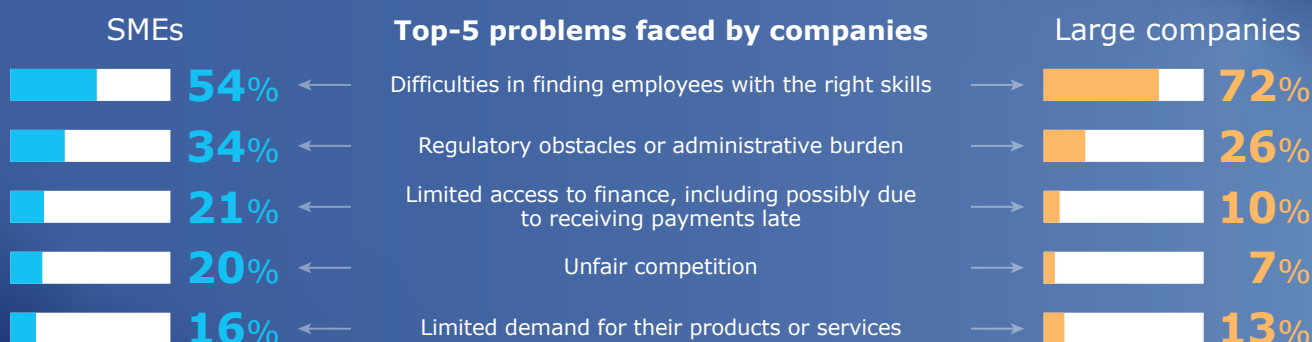 SMEs Top-5 problems faced by companies Large companies
54% Difficulties in finding employees with the right skills 72%
34% Regulatory obstacles or administrative burden 26%
21% Limited access to finance, including possibly due
to receiving payments late 10%
20% Unfair competition 7%
16% Limited demand for their products or services 13%